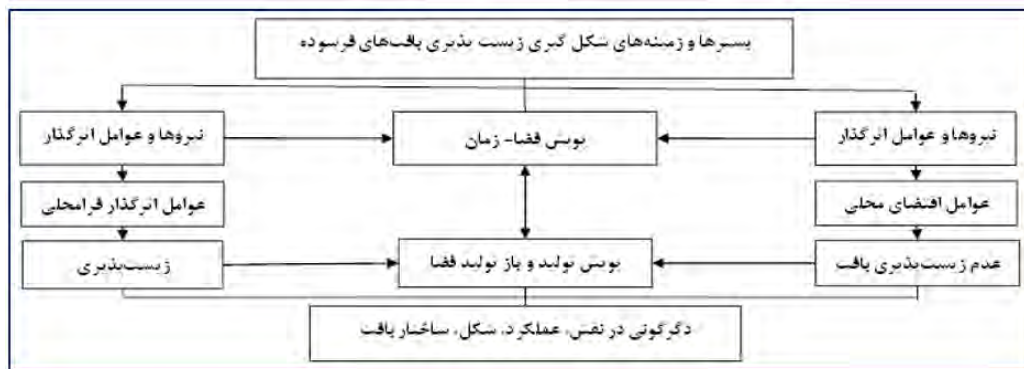 بسترها و زمینه‌های شکل گیری زیست پذیری بافت‌های فرسوده
نیروها و عوامل اثرگذار
پویش فضا- زمان
نیروها و عوامل اثرگذار
عوامل اقتضای محلی
عوامل اثرگذار فرامحلی
عدم زیست‌پذیری بافت
پویش تولید و باز تولید فضا
زیست‌پذیری
دگرگونی در نقش، عملکرد، شکل، ساختار بافت